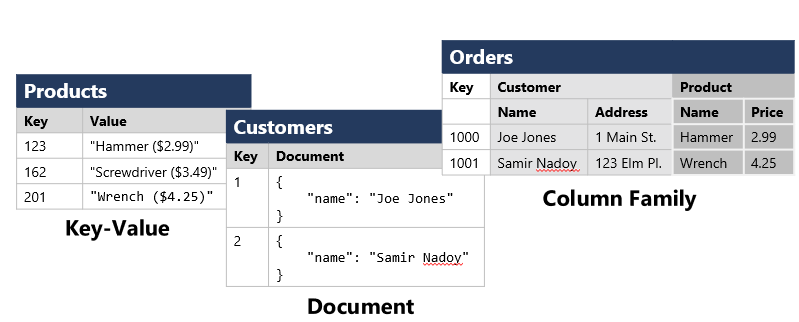 Products
Key Value
123 "Hammer ($2.99)"
162 "Screwdriver ($3.49)"
201 "Wrench ($4.25)"
Key-Value
Customers
Key Document
1 {
"name": "Joe Jones"
}
2 {
"name": "Samir Nadoy"
}
Document
Orders
Key Customer Product
Name Address Name Price
1000 Joe Jones 1 Main St. Hammer 2.99
1001 Samir Nadoy 123 Elm Pl. Wrench 4.25
Column Family